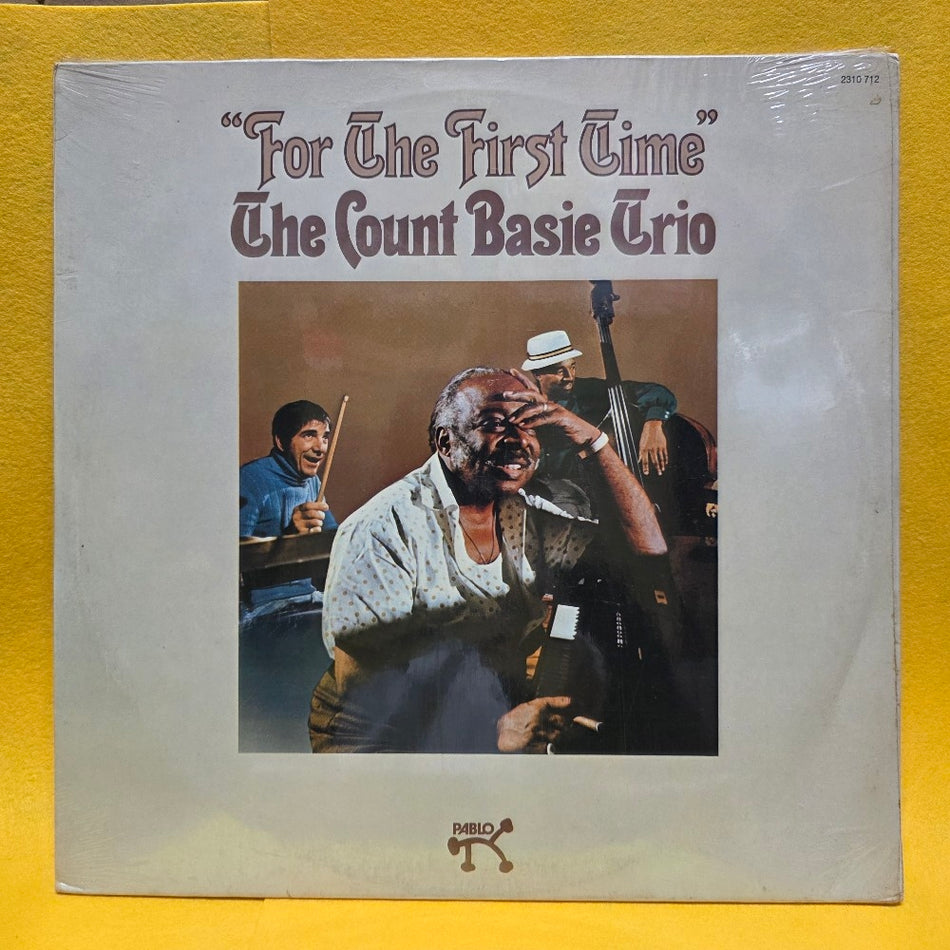 2310 712
“For The First Time”
The Count Basie Trio
PABLO